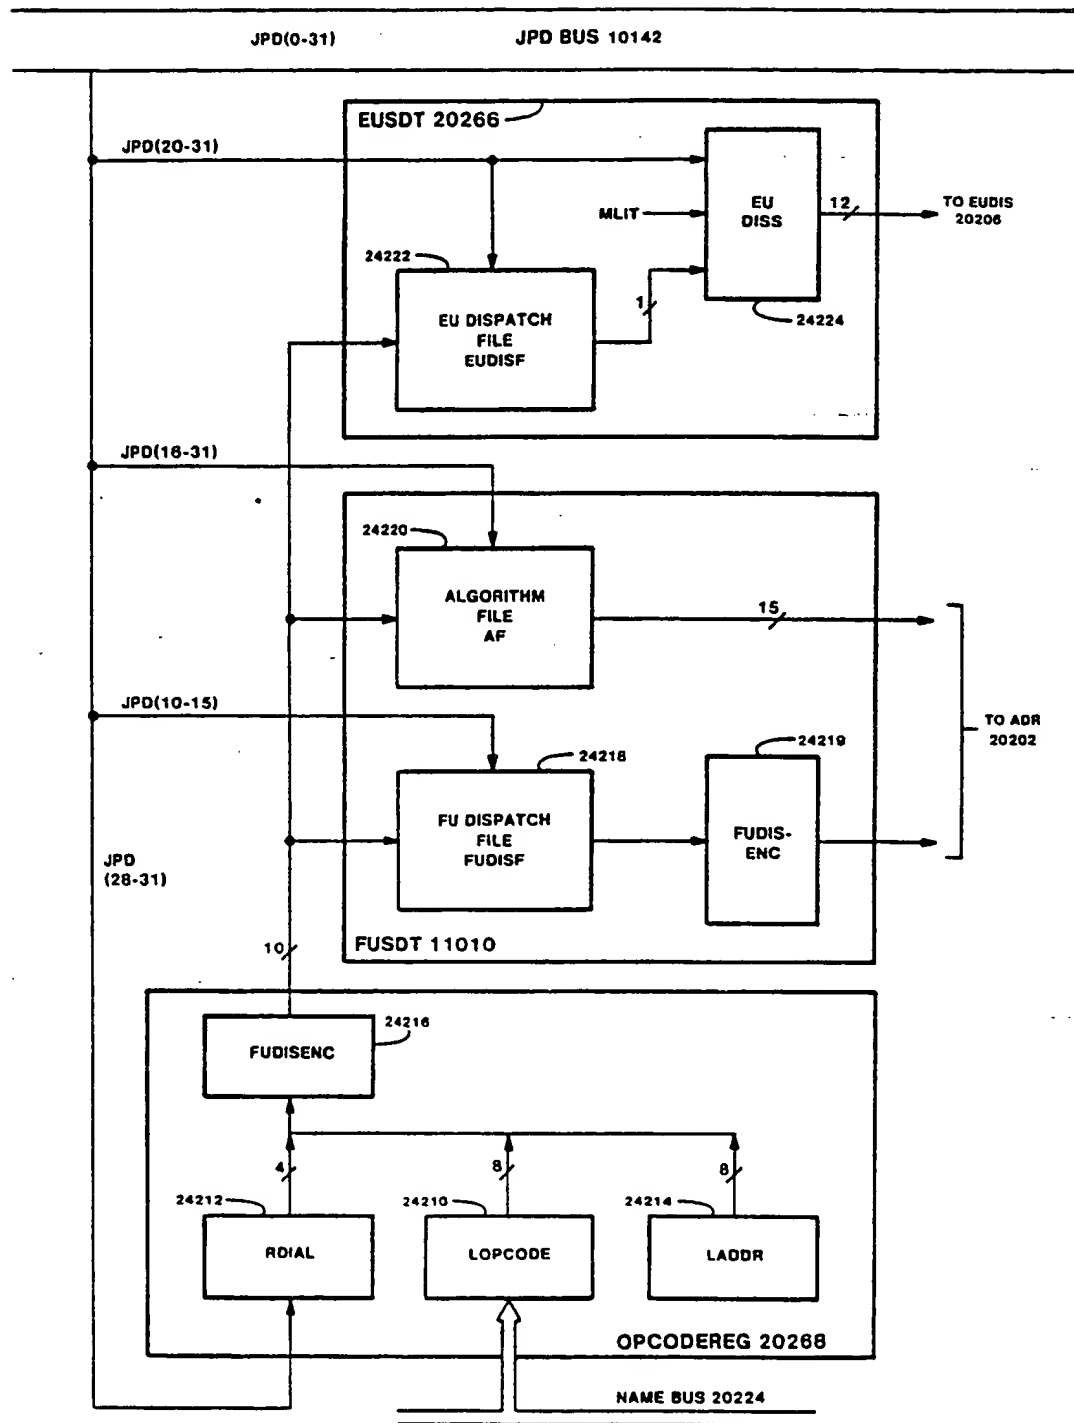 JPD(0-31)
JPD BUS 10142
EUSDT 20266
JPD(20-31)
EU
DISS
12
TO EUDIS
20206
MLIT
24222
1
24224
EU DISPATCH
FILE
EUDISF
JPD(16-31)
24220
ALGORITHM
FILE
AF
15
JPD(10-15)
TO ADR
20202
24218
24219
FU DISPATCH
FILE
FUDISF
FUDIS-
ENC
JPD
(28-31)
FUSDT 11010
10
24216
FUDISENC
4
8
8
24212
24210
24214
RDIAL
LOPCODE
LADDR
OPCODEREG 20268
NAME BUS 20224